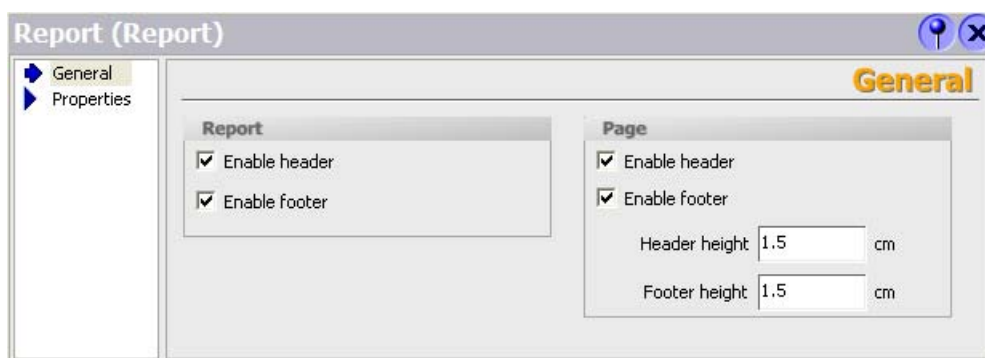 Report (Report)
General
Properties
General
Report
Enable header
Enable footer
Page
Enable header
Enable footer
Header height 1.5 cm
Footer height 1.5 cm